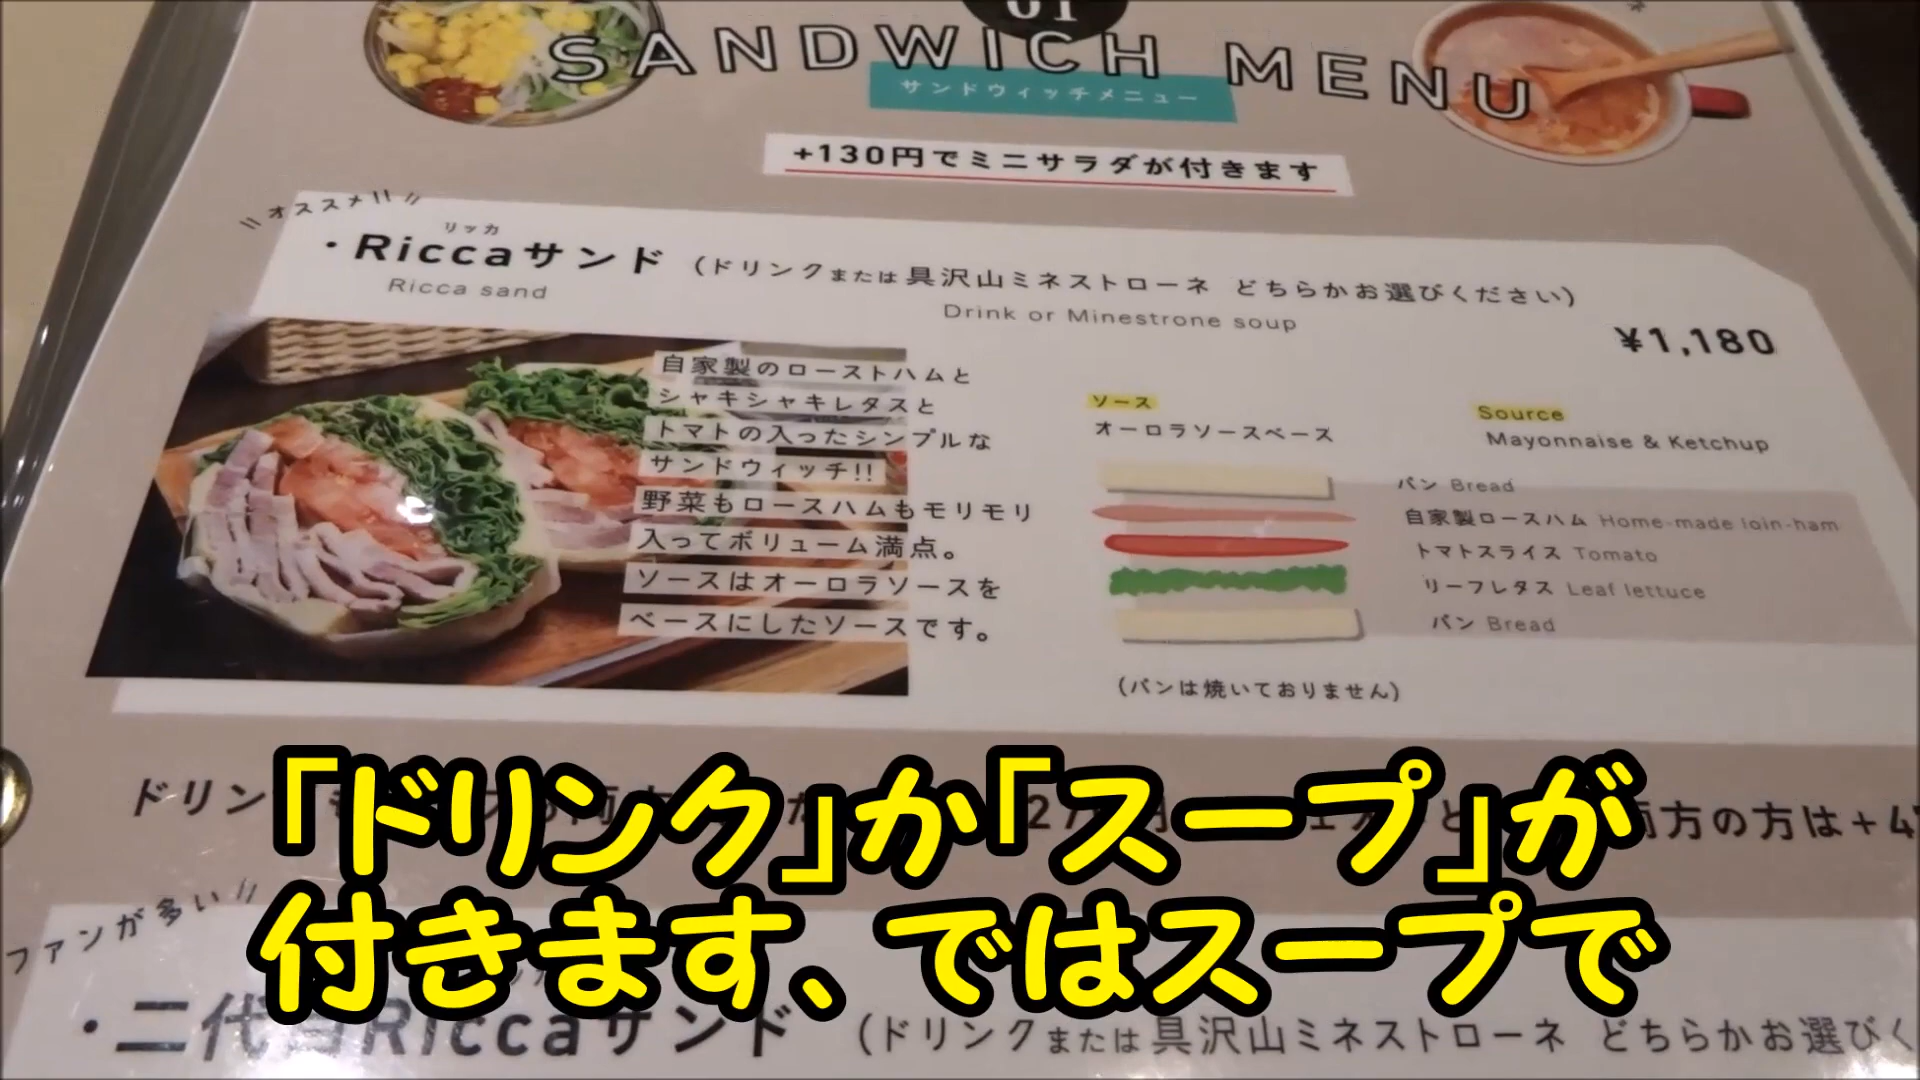 01
SANDWICH MENU
サンドウィッチメニュー
+130円でミニサラダが付きます
オススメ!!
リッカ
・Riccaサンド (ドリンクまたは具沢山ミネストローネ どちらかお選びください)
Ricca sand
Drink or Minestrone soup
¥1,180
自家製のローストハムと
シャキシャキレタスと
トマトの入ったシンプルな
サンドウィッチ!!
野菜もロースハムもモリモリ
入ってボリューム満点。
ソースはオーロラソースを
ベースにしたソースです。
ソース
オーロラソースベース
Source
Mayonnaise & Ketchup
パン Bread
自家製ロースハム Home-made loin-ham
トマトスライス Tomato
リーフレタス Leaf lettuce
パン Bread
(パンは焼いておりません)
ドリン
両方の方は+4
「ドリンク」か「スープ」が
付きます、ではスープで
ファンが多い
・二代目Riccaサンド (ドリンクまたは具沢山ミネストローネ どちらかお選びく